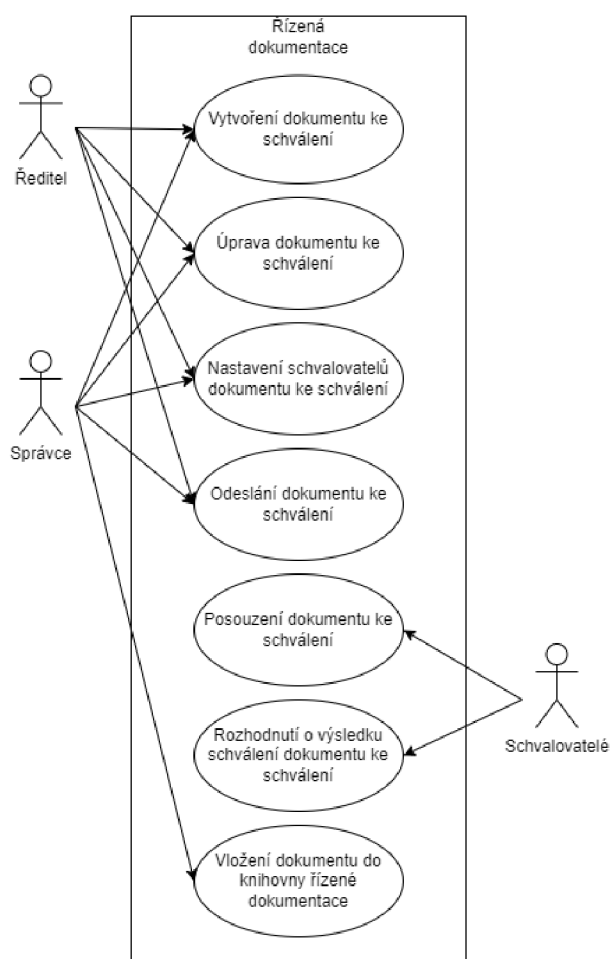 Řízená
dokumentace
Vytvoření dokumentu ke
schválení
Ředitel
Úprava dokumentu ke
schválení
Nastavení schvalovatelů
dokumentu ke schválení
Správce
Odeslání dokumentu ke
schválení
Posouzení dokumentu ke
schválení
Schvalovatelé
Rozhodnutí o výsledku
schválení dokumentu ke
schválení
Vložení dokumentu do
knihovny řízené
dokumentace